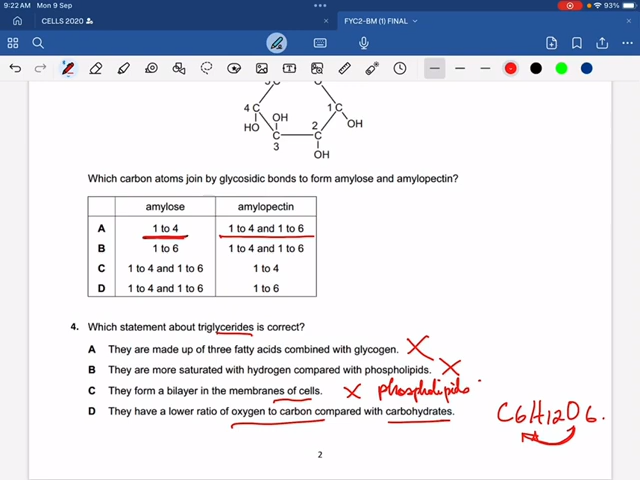 9:22 AM Mon 9 Sep
93%
CELLS 2020
FYC2-BM FINAL
4 C
1 C
OH
OH
HO
C
2
C
3
OH
Which carbon atoms join by glycosidic bonds to form amylose and amylopectin?
amylose amylopectin
A 1 to 4 1 to 4 and 1 to 6
B 1 to 6 1 to 4 and 1 to 6
C 1 to 4 and 1 to 6 1 to 4
D 1 to 4 and 1 to 6 1 to 6
4. Which statement about triglycerides is correct?
A They are made up of three fatty acids combined with glycogen. X
B They are more saturated with hydrogen compared with phospholipids. X
C They form a bilayer in the membranes of cells. X phospholipids.
D They have a lower ratio of oxygen to carbon compared with carbohydrates. C6H12O6.
2